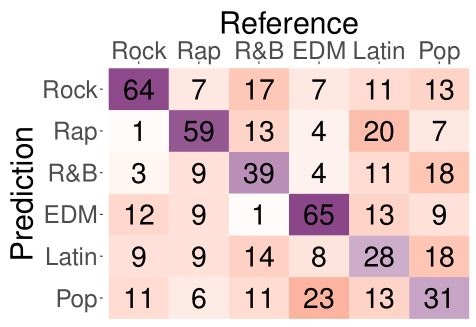 Reference
Rock Rap R&B EDM Latin Pop
Prediction
Rock 64 7 17 7 11 13
Rap 1 59 13 4 20 7
R&B 3 9 39 4 11 18
EDM 12 9 1 65 13 9
Latin 9 9 14 8 28 18
Pop 11 6 11 23 13 31